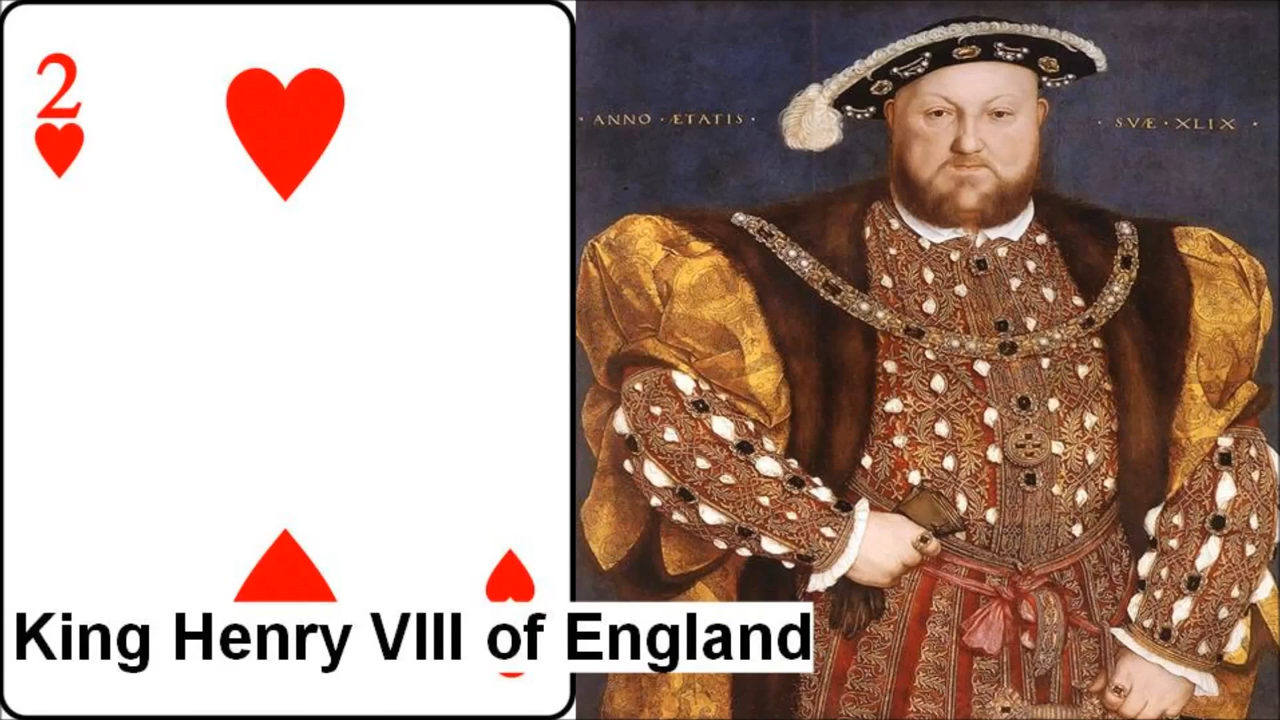 2
· ANNO · ÆTATIS ·
· SVÆ · XLIX ·
King Henry VIII of England